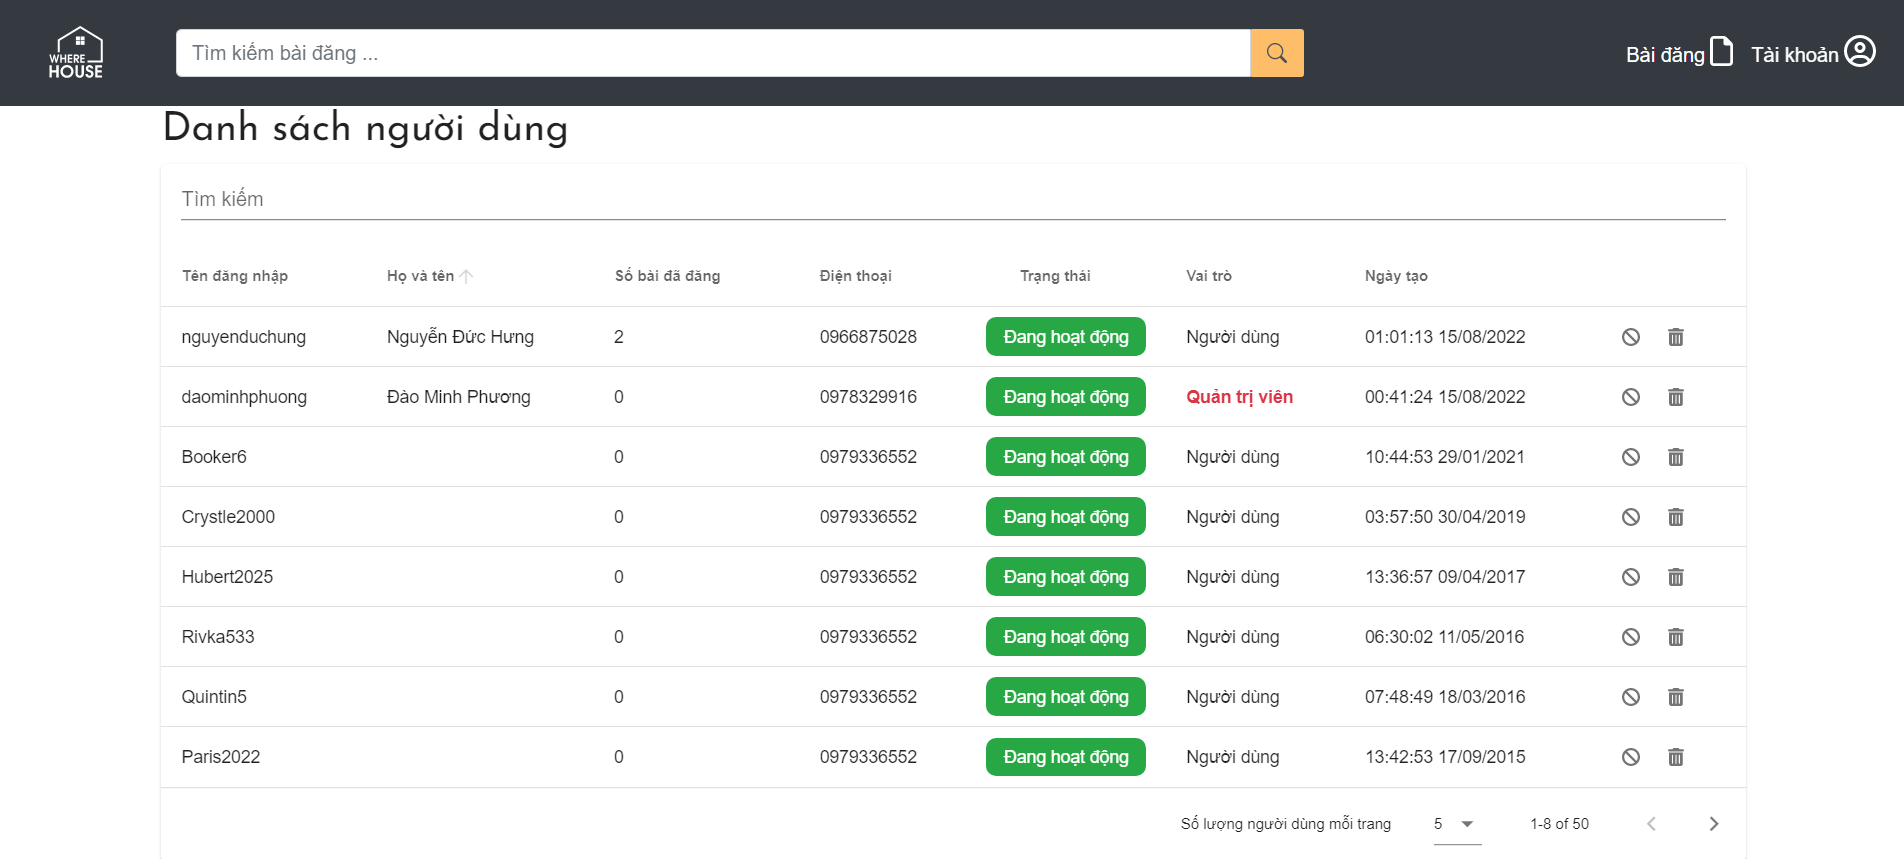 WHERE
HOUSE
Tìm kiếm bài đăng ...
Bài đăng Tài khoản
Danh sách người dùng
Tìm kiếm
Tên đăng nhập Họ và tên Số bài đã đăng Điện thoại Trạng thái Vai trò Ngày tạo
nguyenduchung Nguyễn Đức Hưng 2 0966875028 Đang hoạt động Người dùng 01:01:13 15/08/2022
daominhphuong Đào Minh Phương 0 0978329916 Đang hoạt động Quản trị viên 00:41:24 15/08/2022
Booker6 0 0979336552 Đang hoạt động Người dùng 10:44:53 29/01/2021
Crystle2000 0 0979336552 Đang hoạt động Người dùng 03:57:50 30/04/2019
Hubert2025 0 0979336552 Đang hoạt động Người dùng 13:36:57 09/04/2017
Rivka533 0 0979336552 Đang hoạt động Người dùng 06:30:02 11/05/2016
Quintin5 0 0979336552 Đang hoạt động Người dùng 07:48:49 18/03/2016
Paris2022 0 0979336552 Đang hoạt động Người dùng 13:42:53 17/09/2015
Số lượng người dùng mỗi trang 5 1-8 of 50